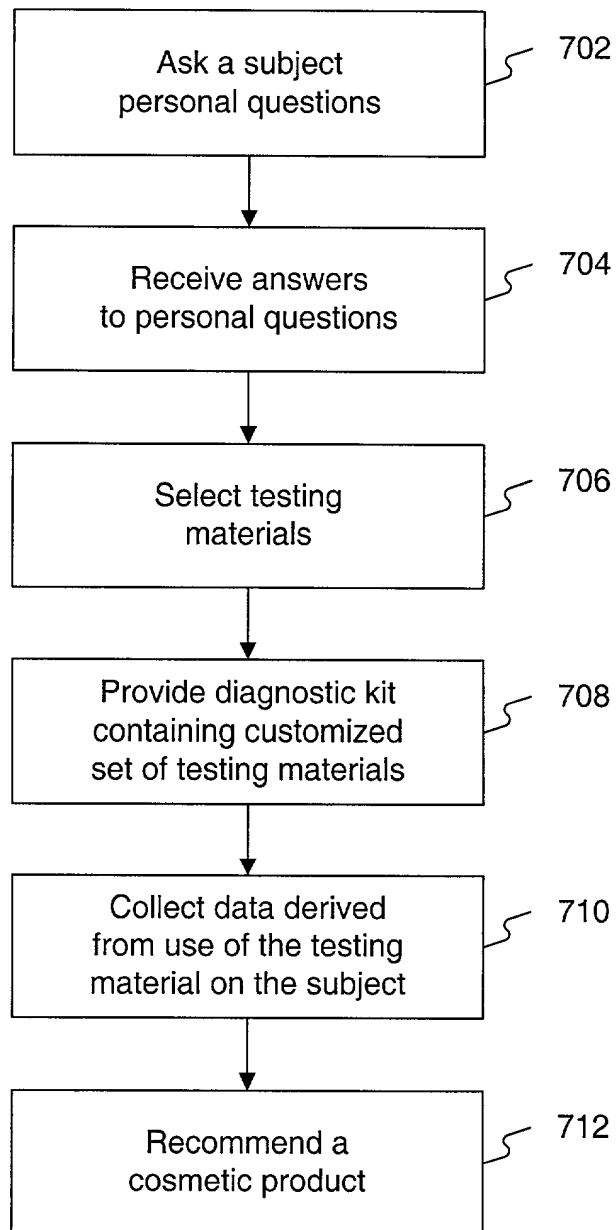 Ask a subject
personal questions
702
Receive answers
to personal questions
704
Select testing
materials
706
Provide diagnostic kit
containing customized
set of testing materials
708
Collect data derived
from use of the testing
material on the subject
710
Recommend a
cosmetic product
712